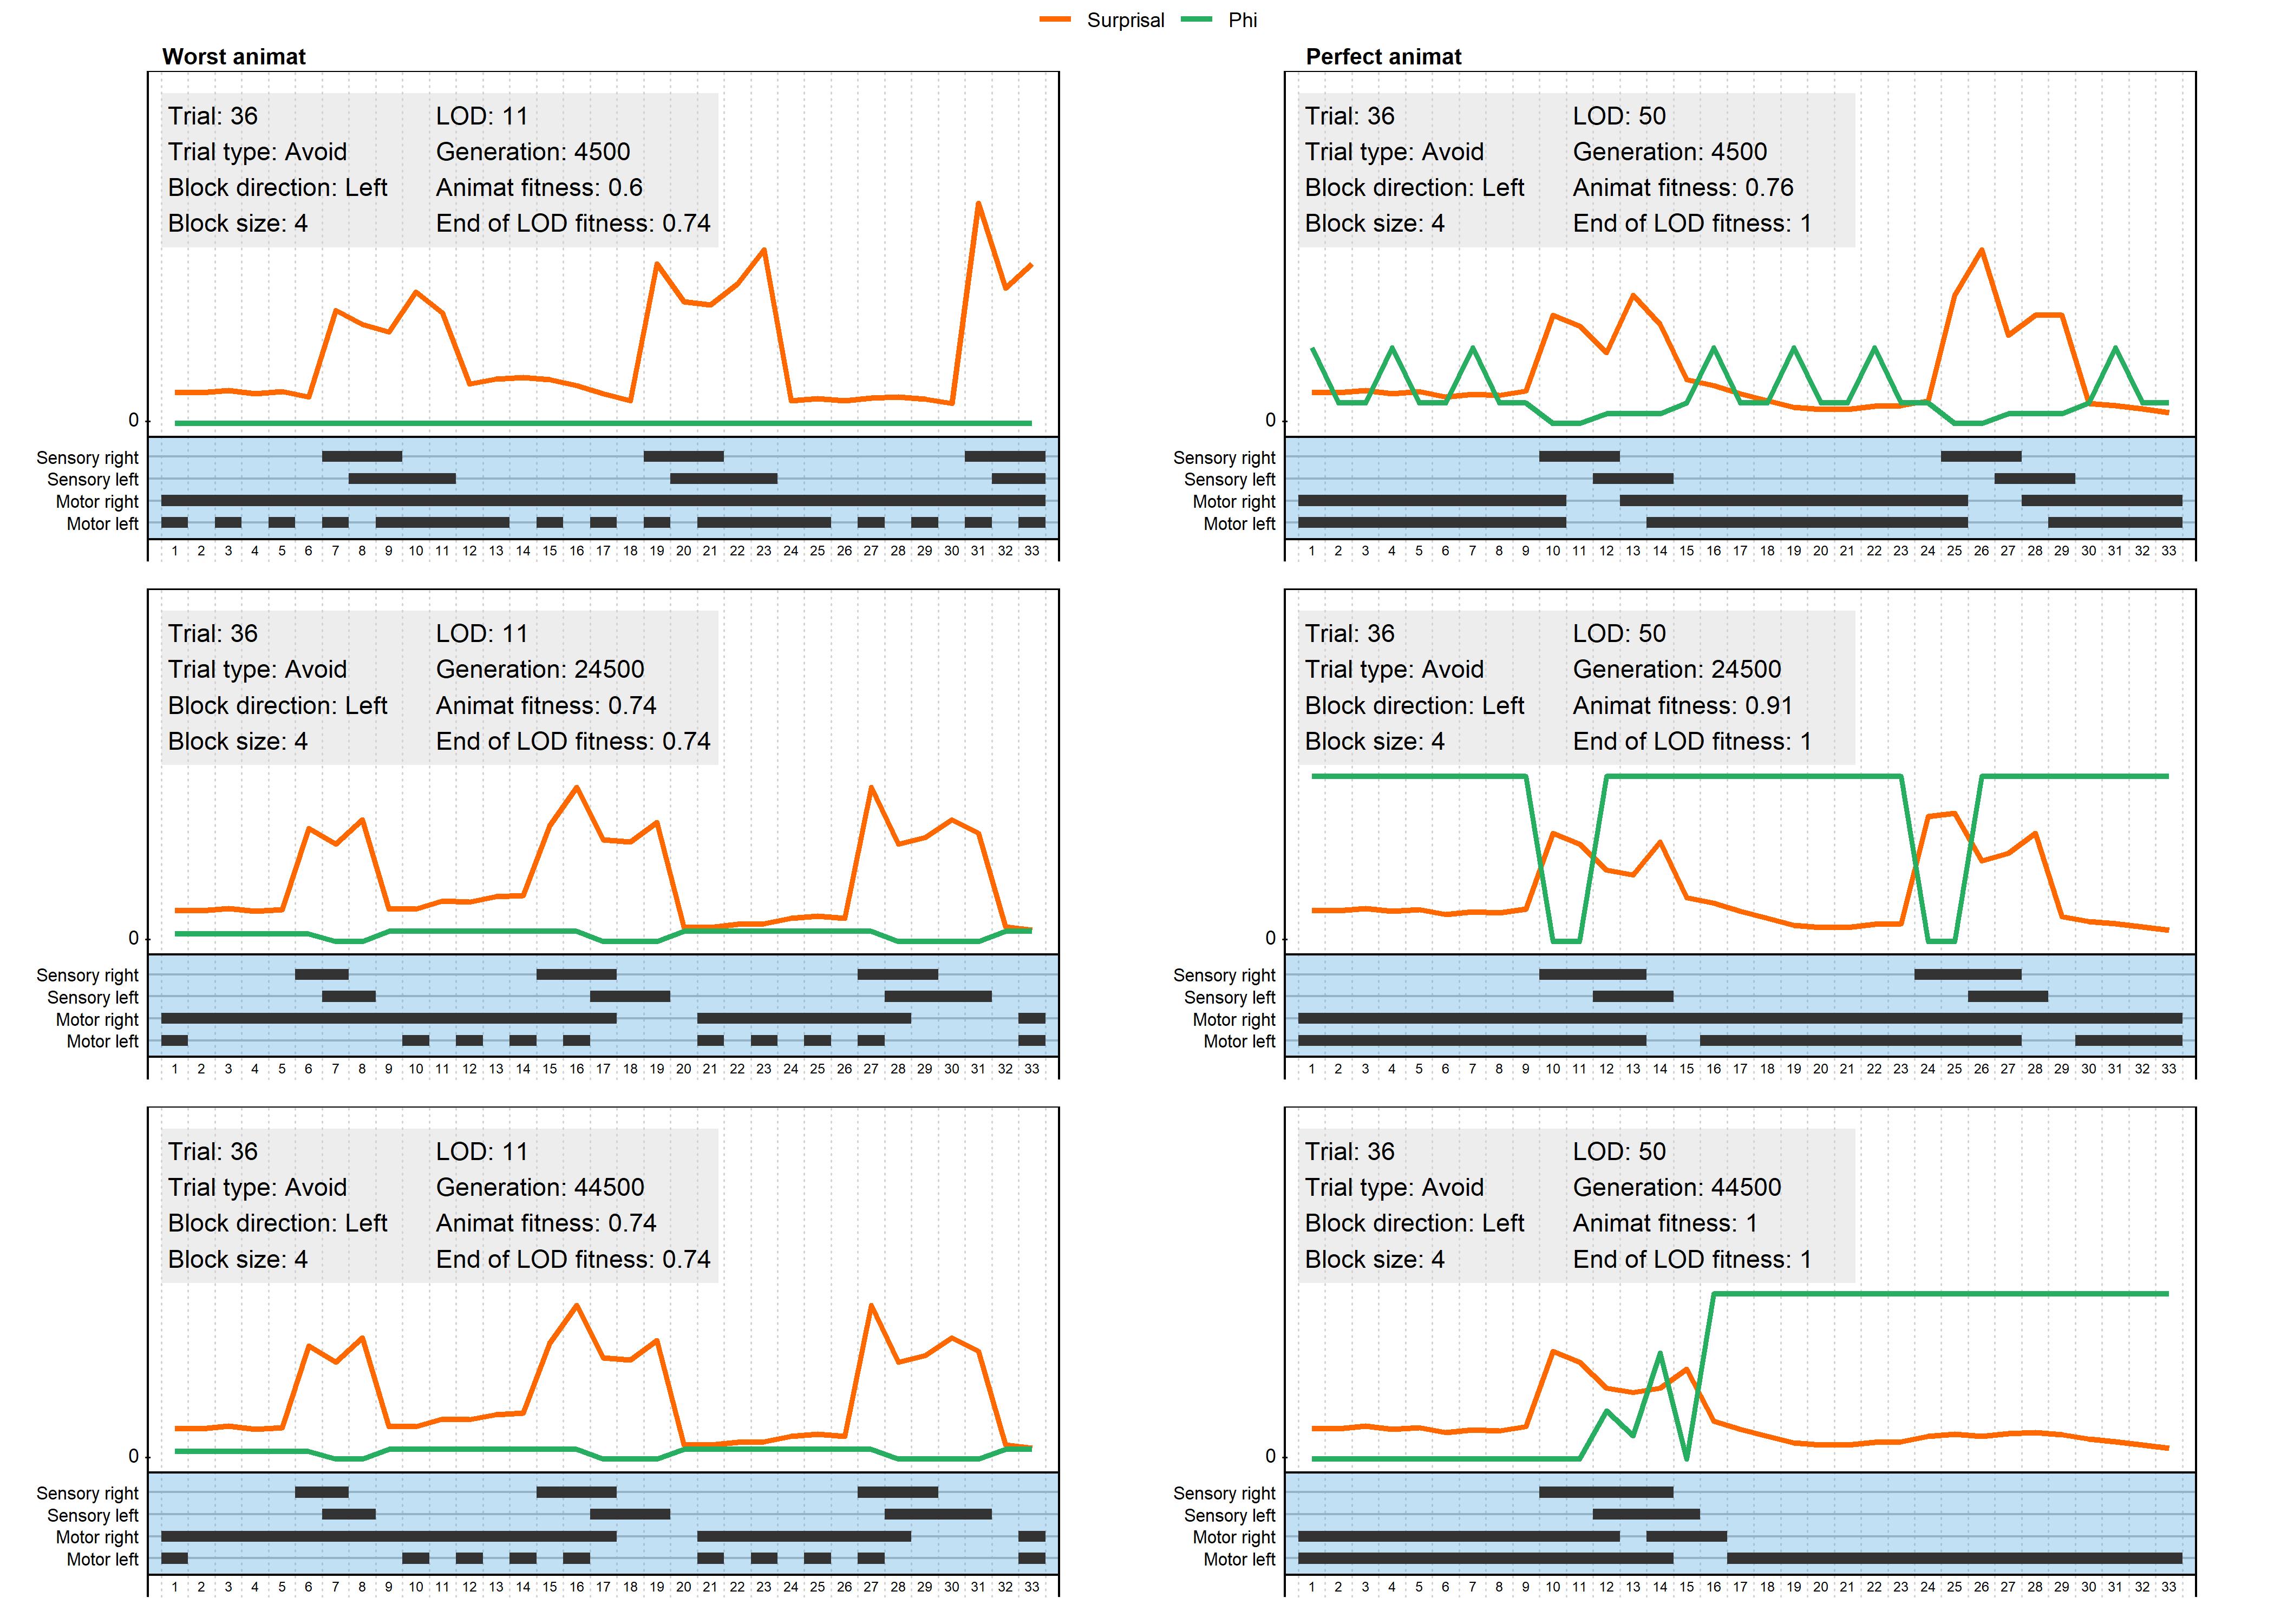 Surprisal Phi
Worst animat
Trial: 36 LOD: 11
Trial type: Avoid Generation: 4500
Block direction: Left Animat fitness: 0.6
Block size: 4 End of LOD fitness: 0.74
0
Sensory right
Sensory left
Motor right
Motor left
1 2 3 4 5 6 7 8 9 10 11 12 13 14 15 16 17 18 19 20 21 22 23 24 25 26 27 28 29 30 31 32 33
Perfect animat
Trial: 36 LOD: 50
Trial type: Avoid Generation: 4500
Block direction: Left Animat fitness: 0.76
Block size: 4 End of LOD fitness: 1
0
Sensory right
Sensory left
Motor right
Motor left
1 2 3 4 5 6 7 8 9 10 11 12 13 14 15 16 17 18 19 20 21 22 23 24 25 26 27 28 29 30 31 32 33
Trial: 36 LOD: 11
Trial type: Avoid Generation: 24500
Block direction: Left Animat fitness: 0.74
Block size: 4 End of LOD fitness: 0.74
0
Sensory right
Sensory left
Motor right
Motor left
1 2 3 4 5 6 7 8 9 10 11 12 13 14 15 16 17 18 19 20 21 22 23 24 25 26 27 28 29 30 31 32 33
Trial: 36 LOD: 50
Trial type: Avoid Generation: 24500
Block direction: Left Animat fitness: 0.91
Block size: 4 End of LOD fitness: 1
0
Sensory right
Sensory left
Motor right
Motor left
1 2 3 4 5 6 7 8 9 10 11 12 13 14 15 16 17 18 19 20 21 22 23 24 25 26 27 28 29 30 31 32 33
Trial: 36 LOD: 11
Trial type: Avoid Generation: 44500
Block direction: Left Animat fitness: 0.74
Block size: 4 End of LOD fitness: 0.74
0
Sensory right
Sensory left
Motor right
Motor left
1 2 3 4 5 6 7 8 9 10 11 12 13 14 15 16 17 18 19 20 21 22 23 24 25 26 27 28 29 30 31 32 33
Trial: 36 LOD: 50
Trial type: Avoid Generation: 44500
Block direction: Left Animat fitness: 1
Block size: 4 End of LOD fitness: 1
0
Sensory right
Sensory left
Motor right
Motor left
1 2 3 4 5 6 7 8 9 10 11 12 13 14 15 16 17 18 19 20 21 22 23 24 25 26 27 28 29 30 31 32 33